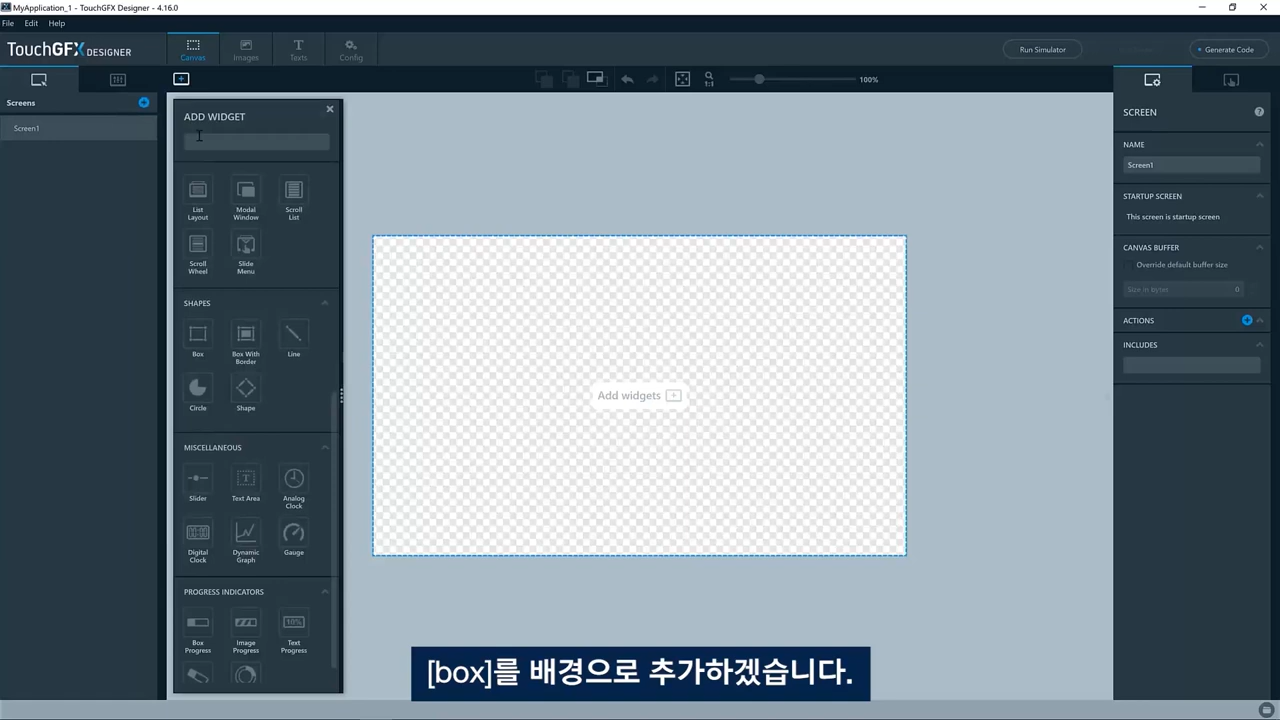 MyApplication_1 - TouchGFX Designer - 4.16.0
File Edit Help
TouchGFX DESIGNER
Canvas
Images
Texts
Config
Run Simulator
Generate Code
1:1
100%
Screens
Screen1
ADD WIDGET
List Layout
Modal Window
Scroll List
Scroll Wheel
Slide Menu
SHAPES
Box
Box With Border
Line
Circle
Shape
MISCELLANEOUS
Slider
Text Area
Analog Clock
Digital Clock
Dynamic Graph
Gauge
PROGRESS INDICATORS
Box Progress
Image Progress
Text Progress
Add widgets
SCREEN
NAME
Screen1
STARTUP SCREEN
This screen is startup screen
CANVAS BUFFER
Override default buffer size
Size in bytes 0
ACTIONS
INCLUDES
[box]를 배경으로 추가하겠습니다.